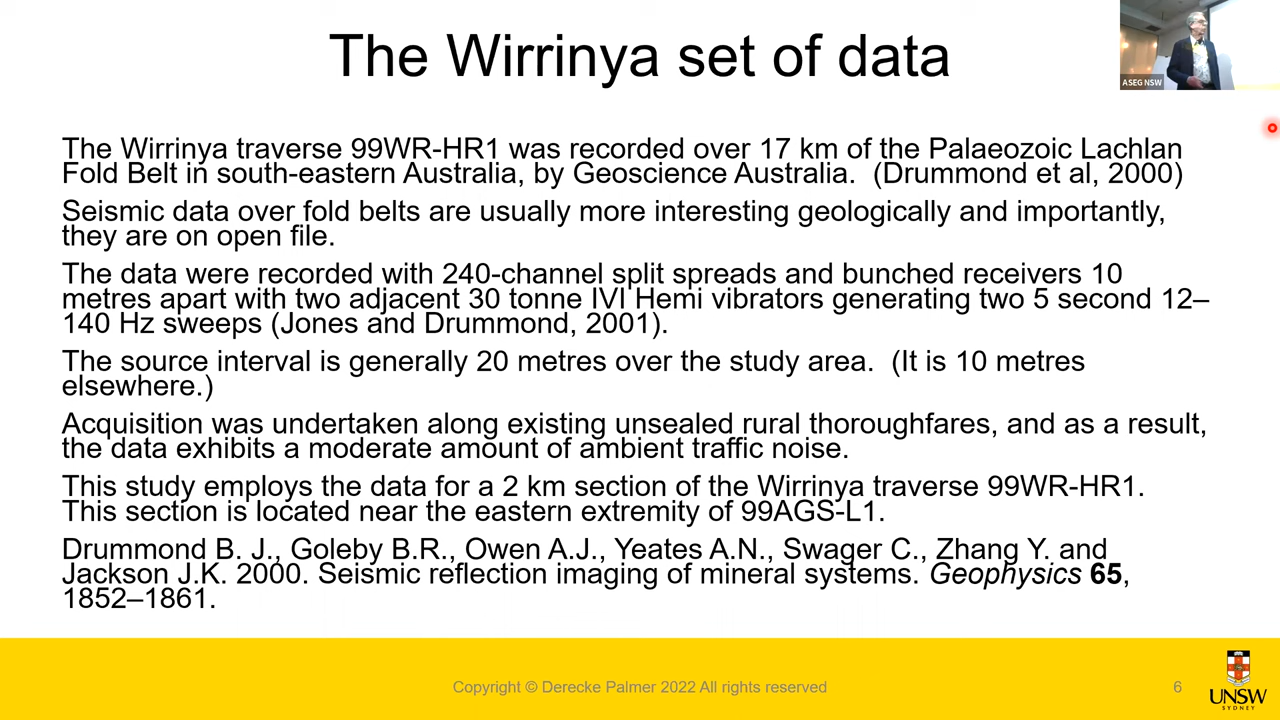 The Wirrinya set of data
ASEG NSW
The Wirrinya traverse 99WR-HR1 was recorded over 17 km of the Palaeozoic Lachlan
Fold Belt in south-eastern Australia, by Geoscience Australia.  (Drummond et al, 2000)
Seismic data over fold belts are usually more interesting geologically and importantly,
they are on open file.
The data were recorded with 240-channel split spreads and bunched receivers 10
metres apart with two adjacent 30 tonne IVI Hemi vibrators generating two 5 second 12–
140 Hz sweeps (Jones and Drummond, 2001).
The source interval is generally 20 metres over the study area.  (It is 10 metres
elsewhere.)
Acquisition was undertaken along existing unsealed rural thoroughfares, and as a result,
the data exhibits a moderate amount of ambient traffic noise.
This study employs the data for a 2 km section of the Wirrinya traverse 99WR-HR1.
This section is located near the eastern extremity of 99AGS-L1.
Drummond B. J., Goleby B.R., Owen A.J., Yeates A.N., Swager C., Zhang Y. and
Jackson J.K. 2000. Seismic reflection imaging of mineral systems. Geophysics 65,
1852–1861.
Copyright © Derecke Palmer 2022 All rights reserved
6
UNSW
SYDNEY